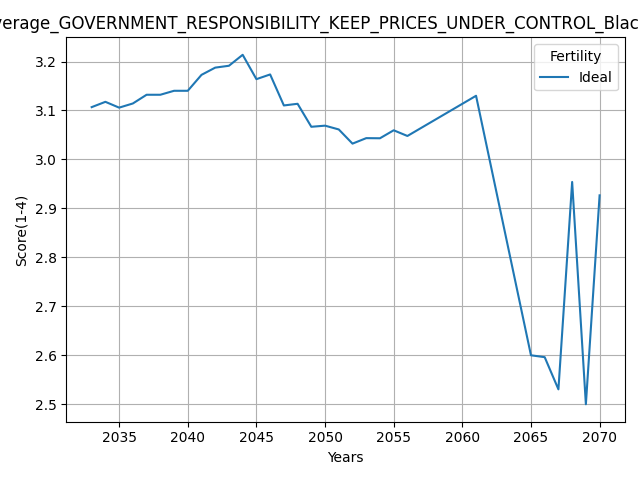 verage_GOVERNMENT_RESPONSIBILITY_KEEP_PRICES_UNDER_CONTROL_Blac
Fertility
Ideal
Score(1-4)
3.2
3.1
3.0
2.9
2.8
2.7
2.6
2.5
2035 2040 2045 2050 2055 2060 2065 2070
Years